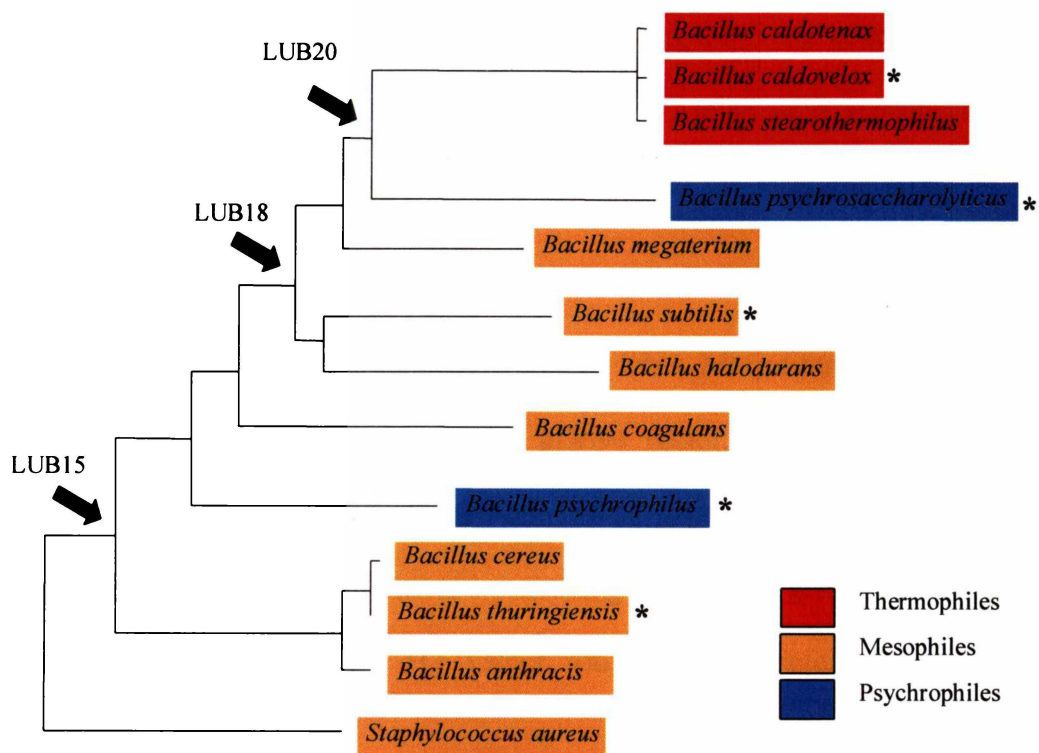 LUB20
Bacillus caldotenax
Bacillus caldovelox *
Bacillus stearothermophilus
LUB18
Bacillus psychrosaccharolyticus *
Bacillus megaterium
Bacillus subtilis *
Bacillus halodurans
Bacillus coagulans
LUB15
Bacillus psychrophilus *
Bacillus cereus
Bacillus thuringiensis *
Bacillus anthracis
Staphylococcus aureus
Thermophiles
Mesophiles
Psychrophiles